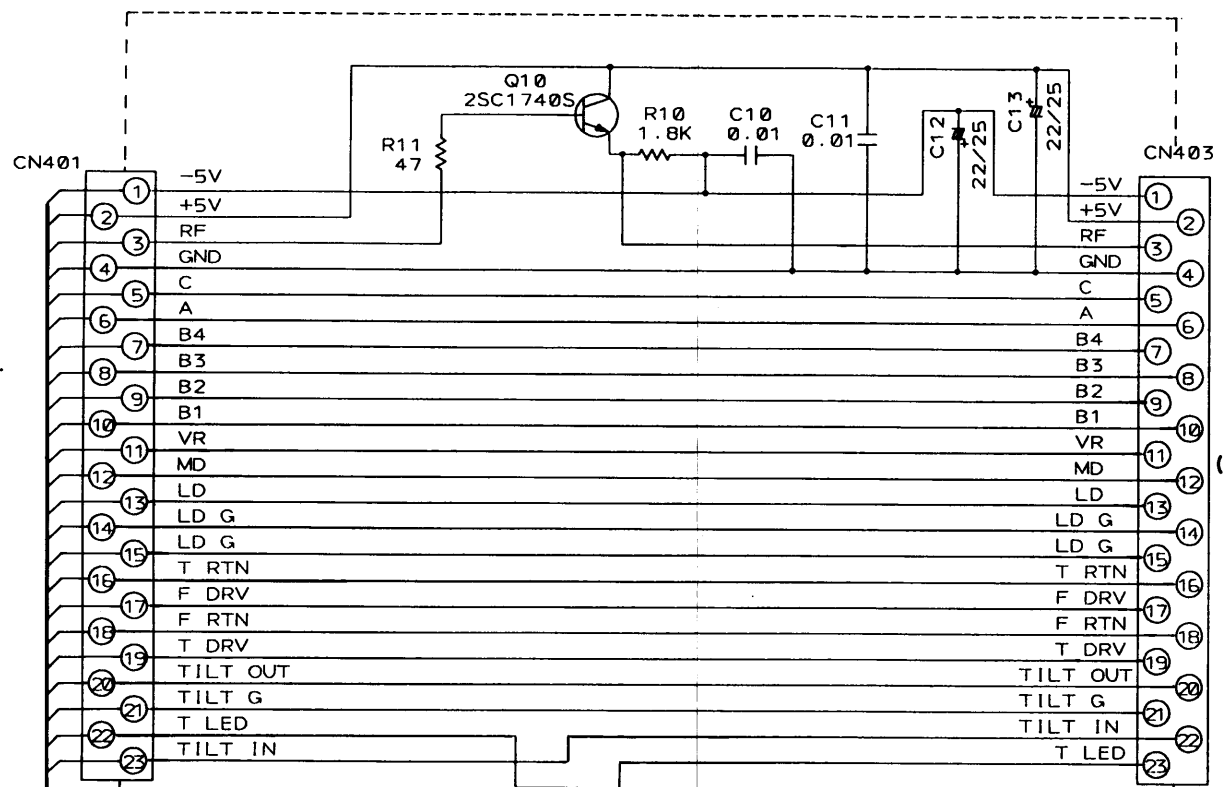 Q10
2SC1740S
R10
1.8K
C10
0.01
C11
0.01
C12
22/25
C13
22/25
R11
47
CN401
CN403
1 -5V
2 +5V
3 RF
4 GND
5 C
6 A
7 B4
8 B3
9 B2
10 B1
11 VR
12 MD
13 LD
14 LD G
15 LD G
16 T RTN
17 F DRV
18 F RTN
19 T DRV
20 TILT OUT
21 TILT G
22 T LED
23 TILT IN
-5V 1
+5V 2
RF 3
GND 4
C 5
A 6
B4 7
B3 8
B2 9
B1 10
VR 11
MD 12
LD 13
LD G 14
LD G 15
T RTN 16
F DRV 17
F RTN 18
T DRV 19
TILT OUT 20
TILT G 21
TILT IN 22
T LED 23